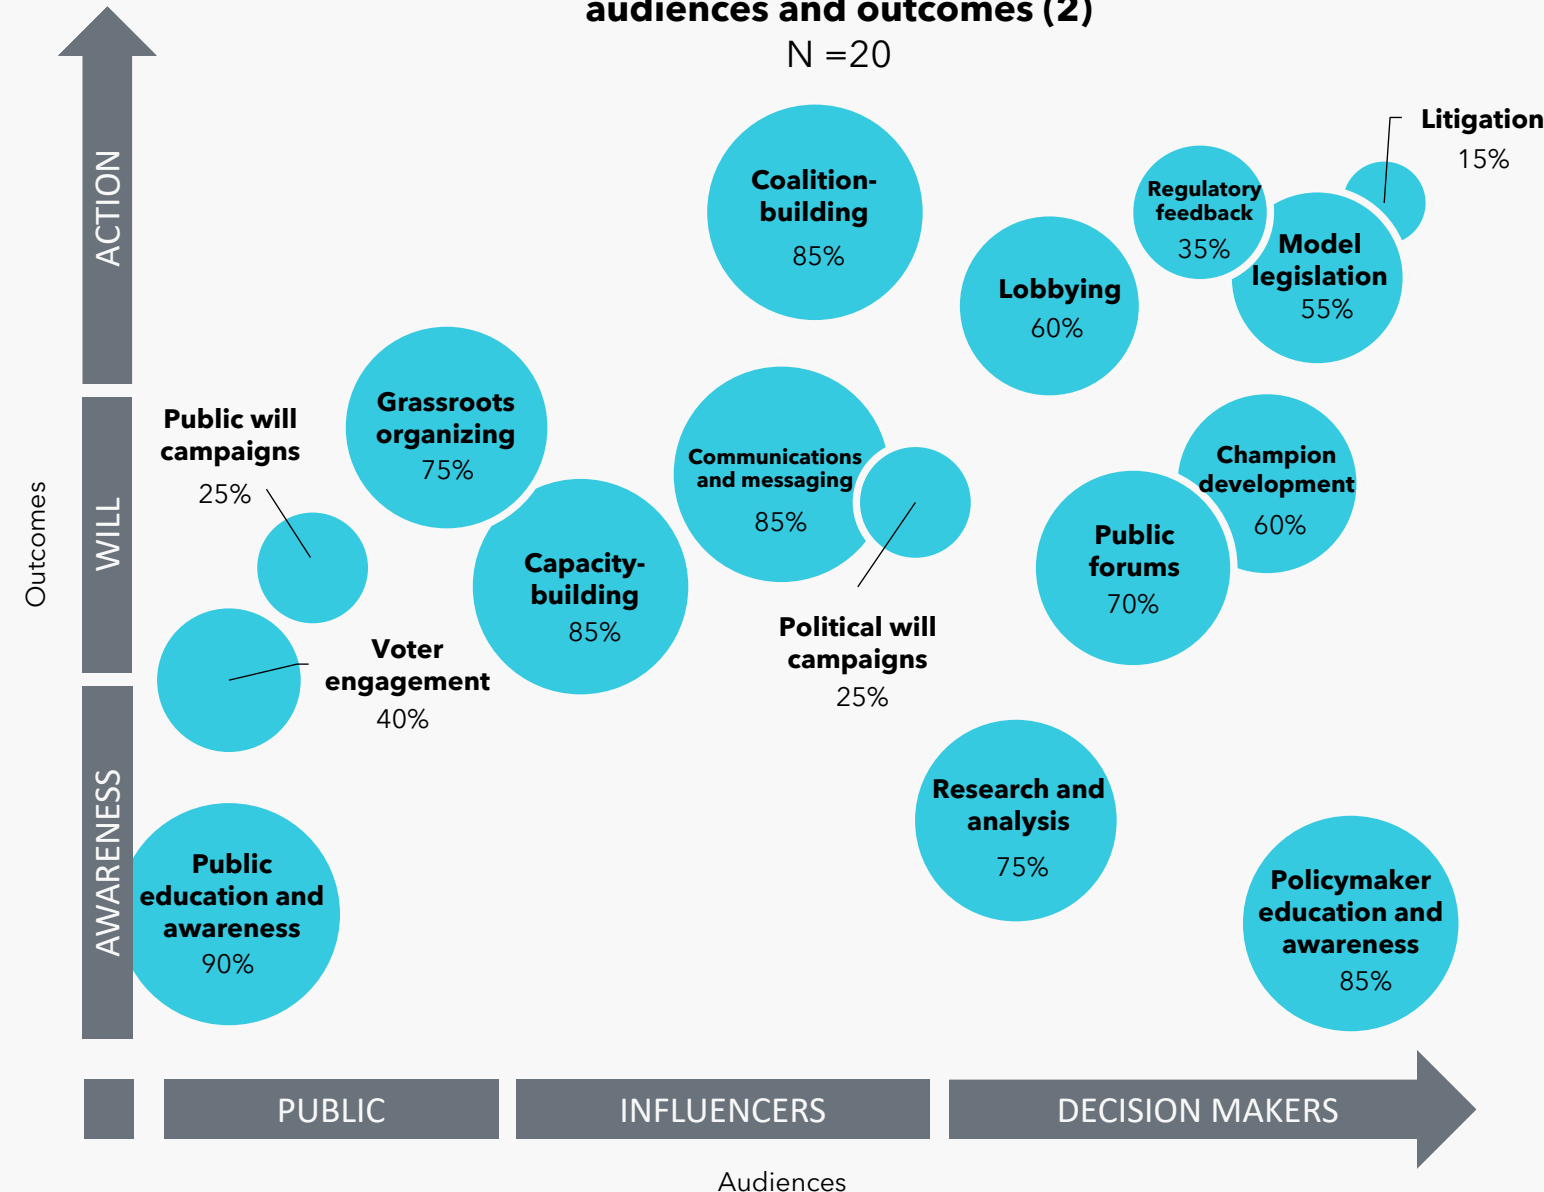 audiences and outcomes (2)
N =20
Litigation
15%
Coalition-
building
85%
Regulatory
feedback
35%
Model
legislation
55%
Lobbying
60%
ACTION
Grassroots
organizing
75%
Public will
campaigns
25%
Communications
and messaging
85%
Champion
development
60%
Public
forums
70%
Capacity-
building
85%
Outcomes
WILL
Political will
campaigns
25%
Voter
engagement
40%
Research and
analysis
75%
AWARENESS
Public
education and
awareness
90%
Policymaker
education and
awareness
85%
PUBLIC
INFLUENCERS
DECISION MAKERS
Audiences